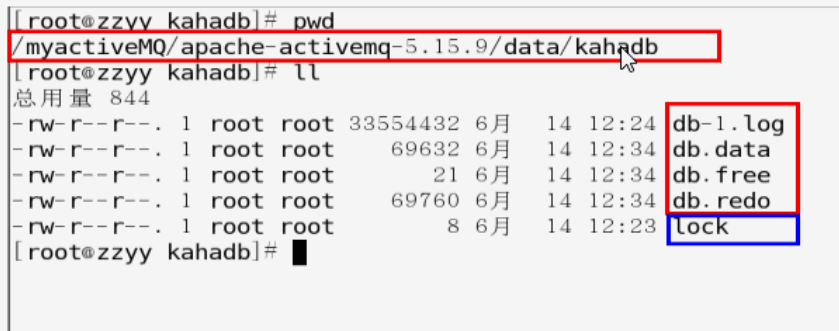 [root@zzyy kahadb]# pwd
/myactiveMQ/apache-activemq-5.15.9/data/kahadb
[root@zzyy kahadb]# ll
总用量 844
-rw-r--r--. 1 root root 33554432 6月  14 12:24 db-1.log
-rw-r--r--. 1 root root    69632 6月  14 12:34 db.data
-rw-r--r--. 1 root root       21 6月  14 12:34 db.free
-rw-r--r--. 1 root root    69760 6月  14 12:34 db.redo
-rw-r--r--. 1 root root        8 6月  14 12:23 lock
[root@zzyy kahadb]#